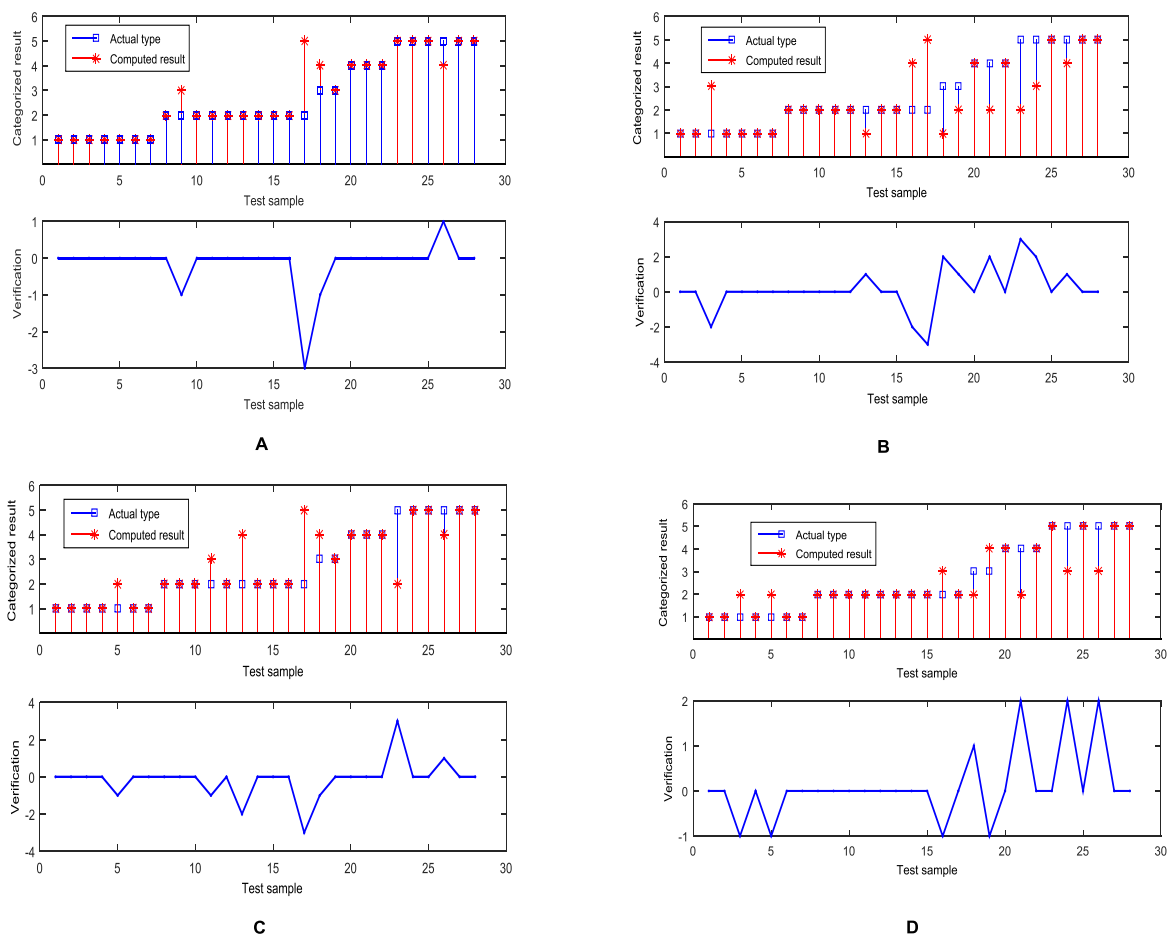 6
5
4
3
2
1
Categorized result
Actual type
Computed result
0 5 10 15 20 25 30
Test sample
1
0
-1
-2
-3
Verification
0 5 10 15 20 25 30
Test sample
A
6
5
4
3
2
1
Categorized result
Actual type
Computed result
0 5 10 15 20 25 30
Test sample
4
2
0
-2
-4
Verification
0 5 10 15 20 25 30
Test sample
B
6
5
4
3
2
1
Categorized result
Actual type
Computed result
0 5 10 15 20 25 30
Test sample
4
2
0
-2
-4
Verification
0 5 10 15 20 25 30
Test sample
C
6
5
4
3
2
1
Categorized result
Actual type
Computed result
0 5 10 15 20 25 30
Test sample
2
1
0
-1
Verification
0 5 10 15 20 25 30
Test sample
D